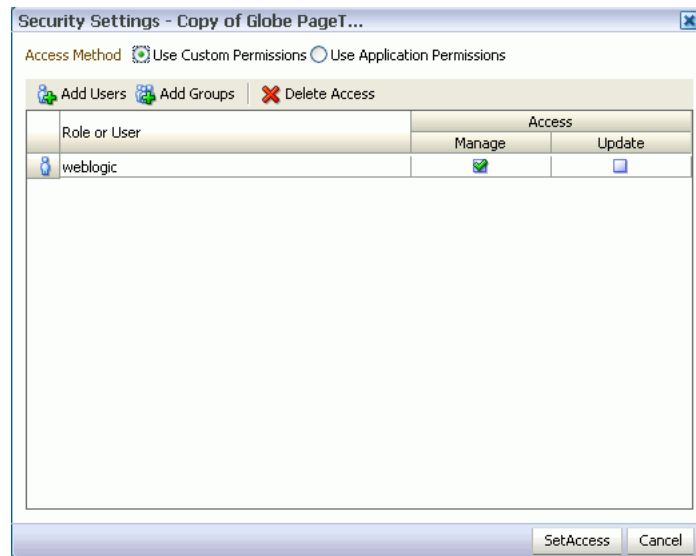 Security Settings - Copy of Globe PageT...
Access Method Use Custom Permissions Use Application Permissions
Add Users Add Groups Delete Access
Role or User
Access
Manage Update
weblogic
SetAccess Cancel